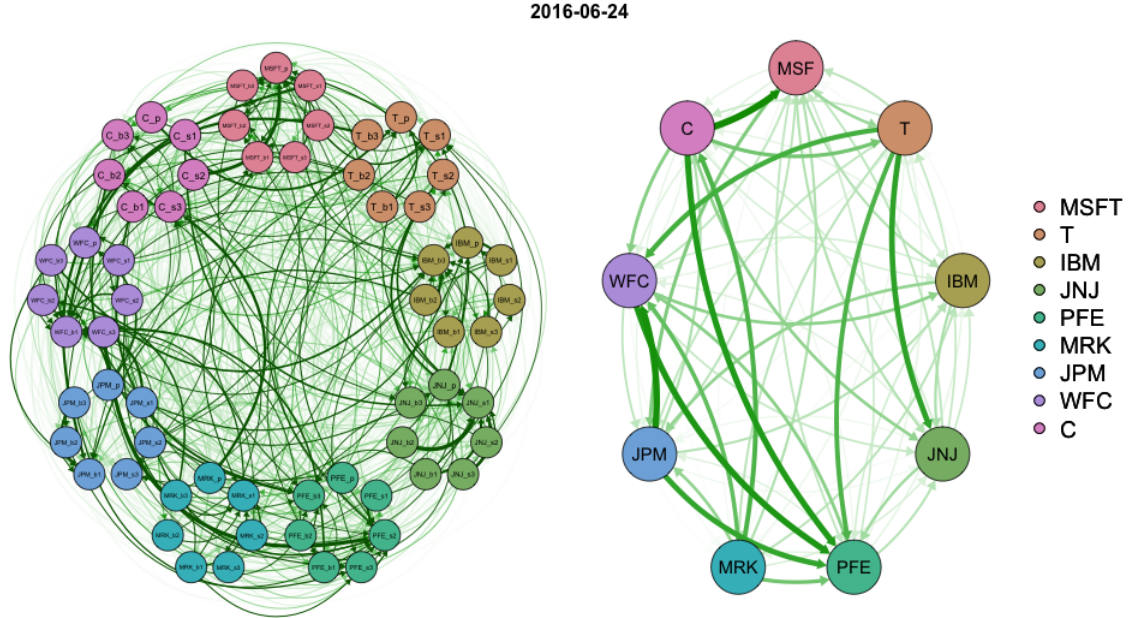 2016-06-24
MSFT_p
MSFT_b3
MSFT_s1
MSFT_b2
MSFT_s2
MSFT_b1
MSFT_s3
C_p
C_b3
C_s1
C_b2
C_s2
C_b1
C_s3
T_p
T_b3
T_s1
T_b2
T_s2
T_b1
T_s3
WFC_p
WFC_b3
WFC_s1
WFC_b2
WFC_s2
WFC_b1
WFC_s3
IBM_p
IBM_b3
IBM_s1
IBM_b2
IBM_s2
IBM_b1
IBM_s3
JPM_p
JPM_b3
JPM_s1
JPM_b2
JPM_s2
JPM_b1
JPM_s3
JNJ_p
JNJ_b3
JNJ_s1
JNJ_b2
JNJ_s2
JNJ_b1
JNJ_s3
MRK_p
MRK_b3
MRK_s1
MRK_b2
MRK_s2
MRK_b1
MRK_s3
PFE_p
PFE_b3
PFE_s1
PFE_b2
PFE_s2
PFE_b1
PFE_s3
MSF
C
T
WFC
IBM
JPM
JNJ
MRK
PFE
MSFT
T
IBM
JNJ
PFE
MRK
JPM
WFC
C